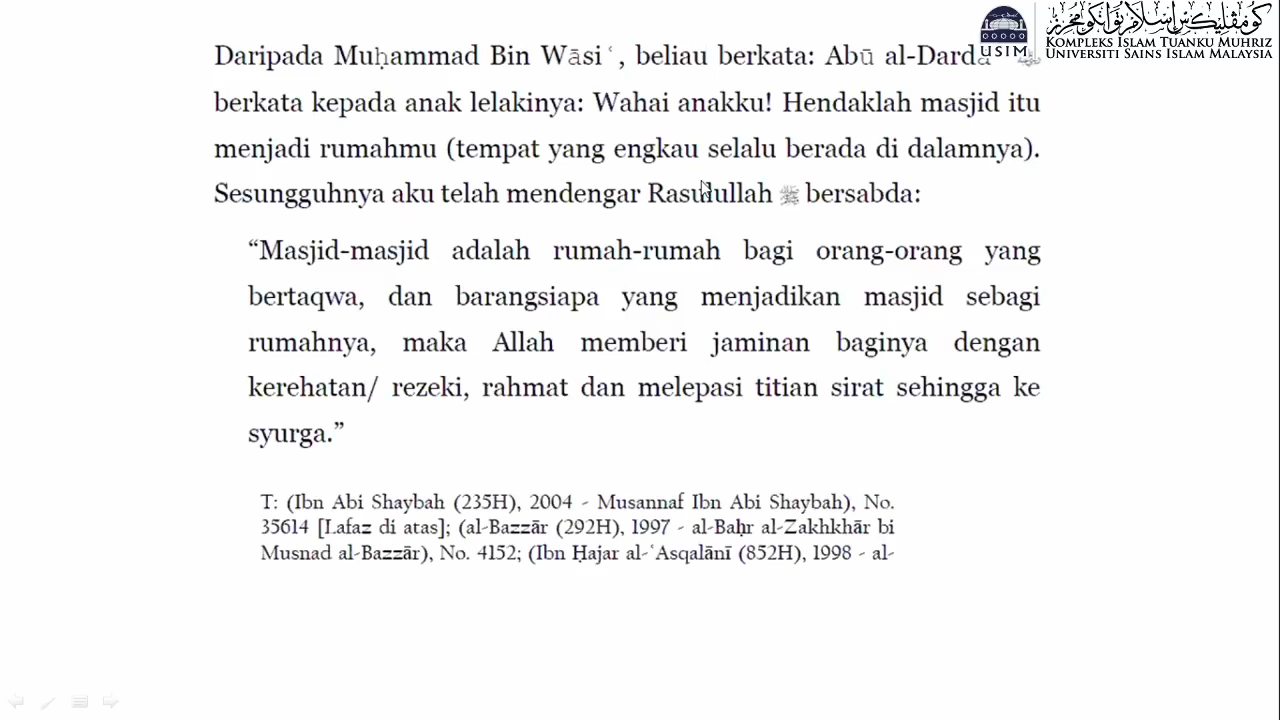 كومڤليكس إسلام توانكو محرز
USIM
KOMPLEKS ISLAM TUANKU MUHRIZ
UNIVERSITI SAINS ISLAM MALAYSIA
Daripada Muḥammad Bin Wāsiʿ, beliau berkata: Abū al-Dardā
berkata kepada anak lelakinya: Wahai anakku! Hendaklah masjid itu
menjadi rumahmu (tempat yang engkau selalu berada di dalamnya).
Sesungguhnya aku telah mendengar Rasulullah ﷺ bersabda:
“Masjid-masjid adalah rumah-rumah bagi orang-orang yang
bertaqwa, dan barangsiapa yang menjadikan masjid sebagi
rumahnya, maka Allah memberi jaminan baginya dengan
kerehatan/ rezeki, rahmat dan melepasi titian sirat sehingga ke
syurga.”
T: (Ibn Abi Shaybah (235H), 2004 - Musannaf Ibn Abi Shaybah), No.
35614 [Lafaz di atas]; (al-Bazzār (292H), 1997 - al-Baḥr al-Zakhkhār bi
Musnad al-Bazzār), No. 4152; (Ibn Ḥajar al-ʿAsqalānī (852H), 1998 - al-